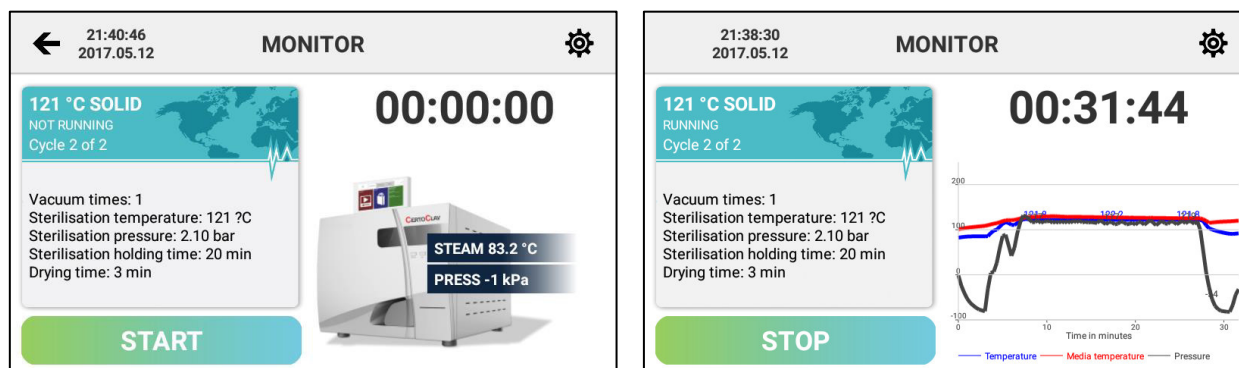 21:40:46
2017.05.12
MONITOR
121 °C SOLID
NOT RUNNING
Cycle 2 of 2
00:00:00
Vacuum times: 1
Sterilisation temperature: 121 ?C
Sterilisation pressure: 2.10 bar
Sterilisation holding time: 20 min
Drying time: 3 min
CERTOCLAV
STEAM 83.2 °C
PRESS -1 kPa
START
21:38:30
2017.05.12
MONITOR
121 °C SOLID
RUNNING
Cycle 2 of 2
00:31:44
Vacuum times: 1
Sterilisation temperature: 121 ?C
Sterilisation pressure: 2.10 bar
Sterilisation holding time: 20 min
Drying time: 3 min
200
100
0
-100
0 10 20 30
Time in minutes
Temperature Media temperature Pressure
STOP